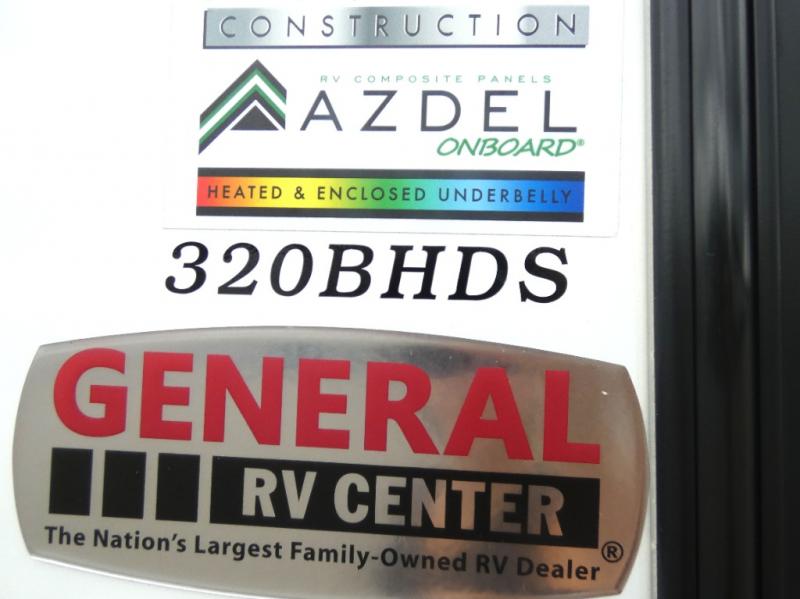 CONSTRUCTION
RV COMPOSITE PANELS
AZDEL
ONBOARD®
HEATED & ENCLOSED UNDERBELLY
320BHDS
GENERAL
RV CENTER
The Nation's Largest Family-Owned RV Dealer®